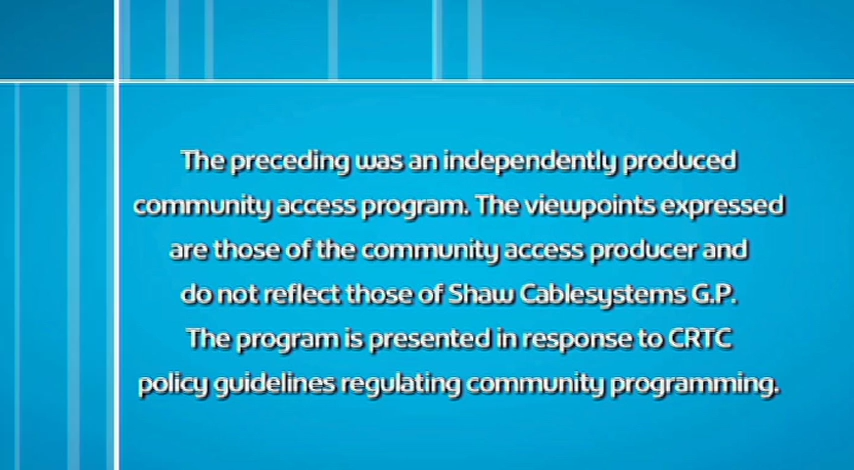 The preceding was an independently produced
community access program. The viewpoints expressed
are those of the community access producer and
do not reflect those of Shaw Cablesystems G.P.
The program is presented in response to CRTC
policy guidelines regulating community programming.